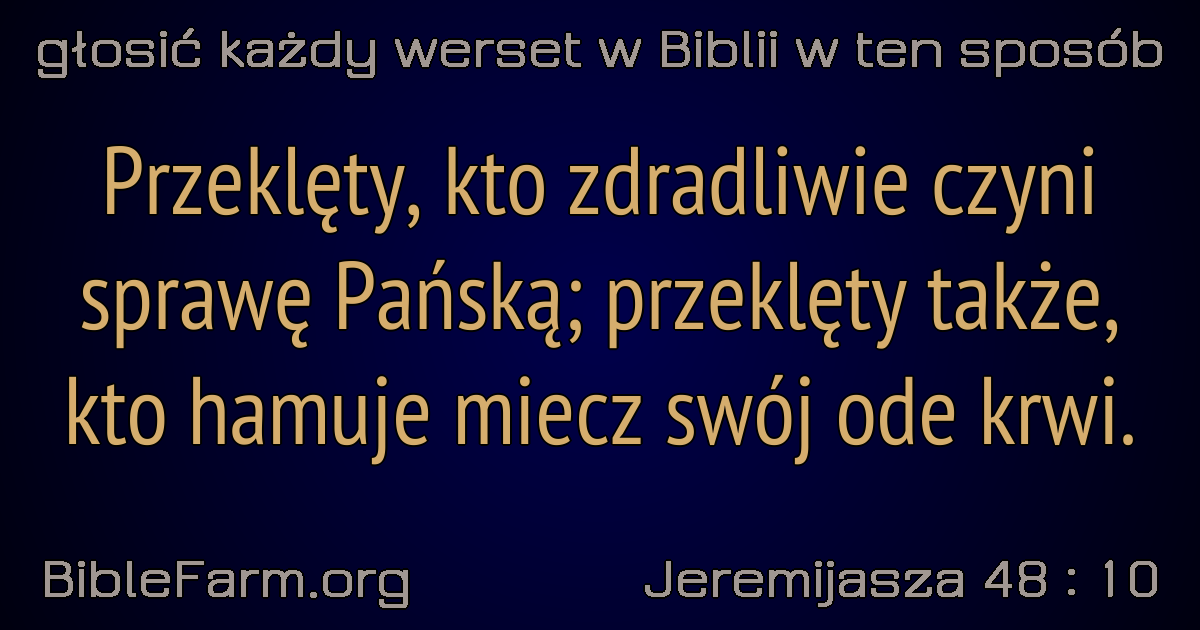 głosić każdy werset w Biblii w ten sposób
Przeklęty, kto zdradliwie czyni
sprawę Pańską; przeklęty także,
kto hamuje miecz swój ode krwi.
BibleFarm.org
Jeremijasza 48 : 10